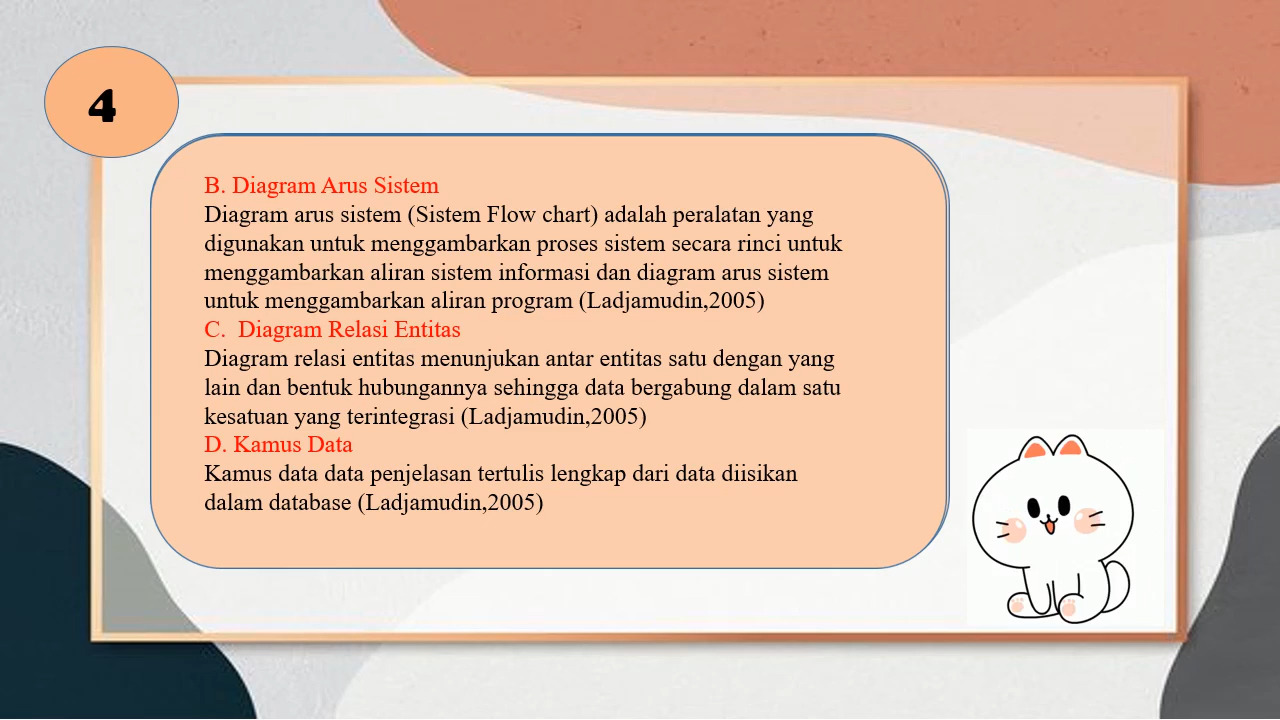 4
B. Diagram Arus Sistem
Diagram arus sistem (Sistem Flow chart) adalah peralatan yang
digunakan untuk menggambarkan proses sistem secara rinci untuk
menggambarkan aliran sistem informasi dan diagram arus sistem
untuk menggambarkan aliran program (Ladjamudin,2005)
C.  Diagram Relasi Entitas
Diagram relasi entitas menunjukan antar entitas satu dengan yang
lain dan bentuk hubungannya sehingga data bergabung dalam satu
kesatuan yang terintegrasi (Ladjamudin,2005)
D. Kamus Data
Kamus data data penjelasan tertulis lengkap dari data diisikan
dalam database (Ladjamudin,2005)